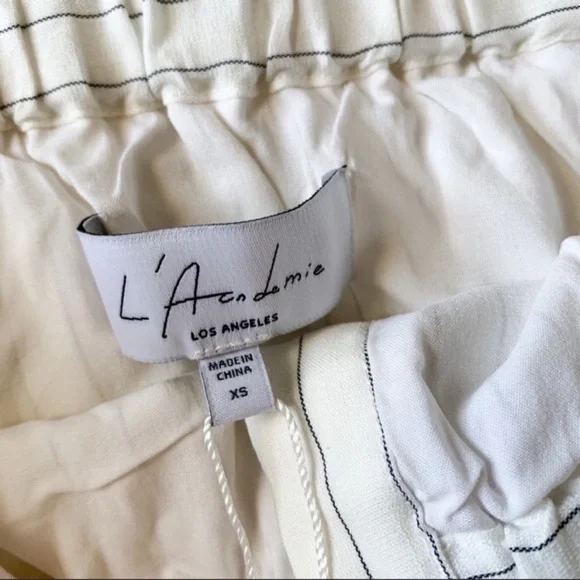 L'Academie
LOS ANGELES
MADE IN
CHINA
XS